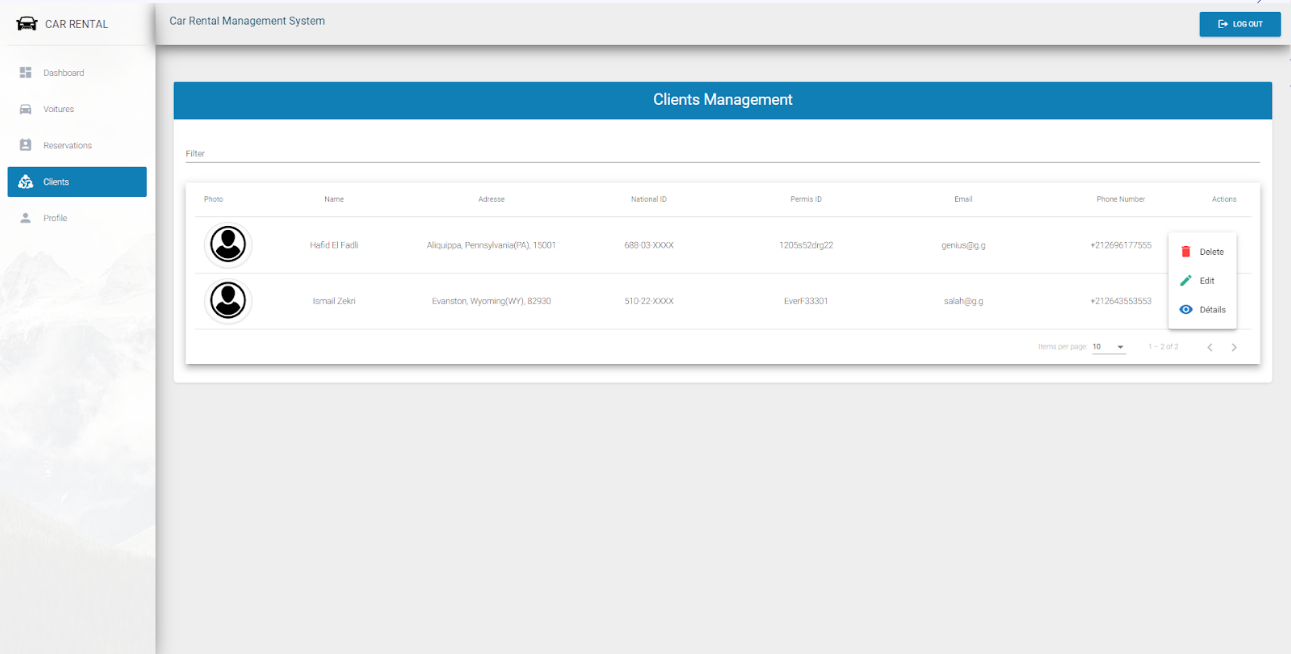 CAR RENTAL
Car Rental Management System
LOG OUT
Dashboard
Voitures
Reservations
Clients
Profile
Clients Management
Filter
Photo Name Adresse National ID Permis ID Email Phone Number Actions
Hafid El Fadli Aliquippa, Pennsylvania(PA), 15001 688-03-XXXX 1205s52drg22 genius@g.g +212696177555
Ismail Zekri Evanston, Wyoming(WY), 82930 510-22-XXXX EverF33301 salah@g.g +212643553553
Delete
Edit
Détails
Items per page: 10 1 – 2 of 2